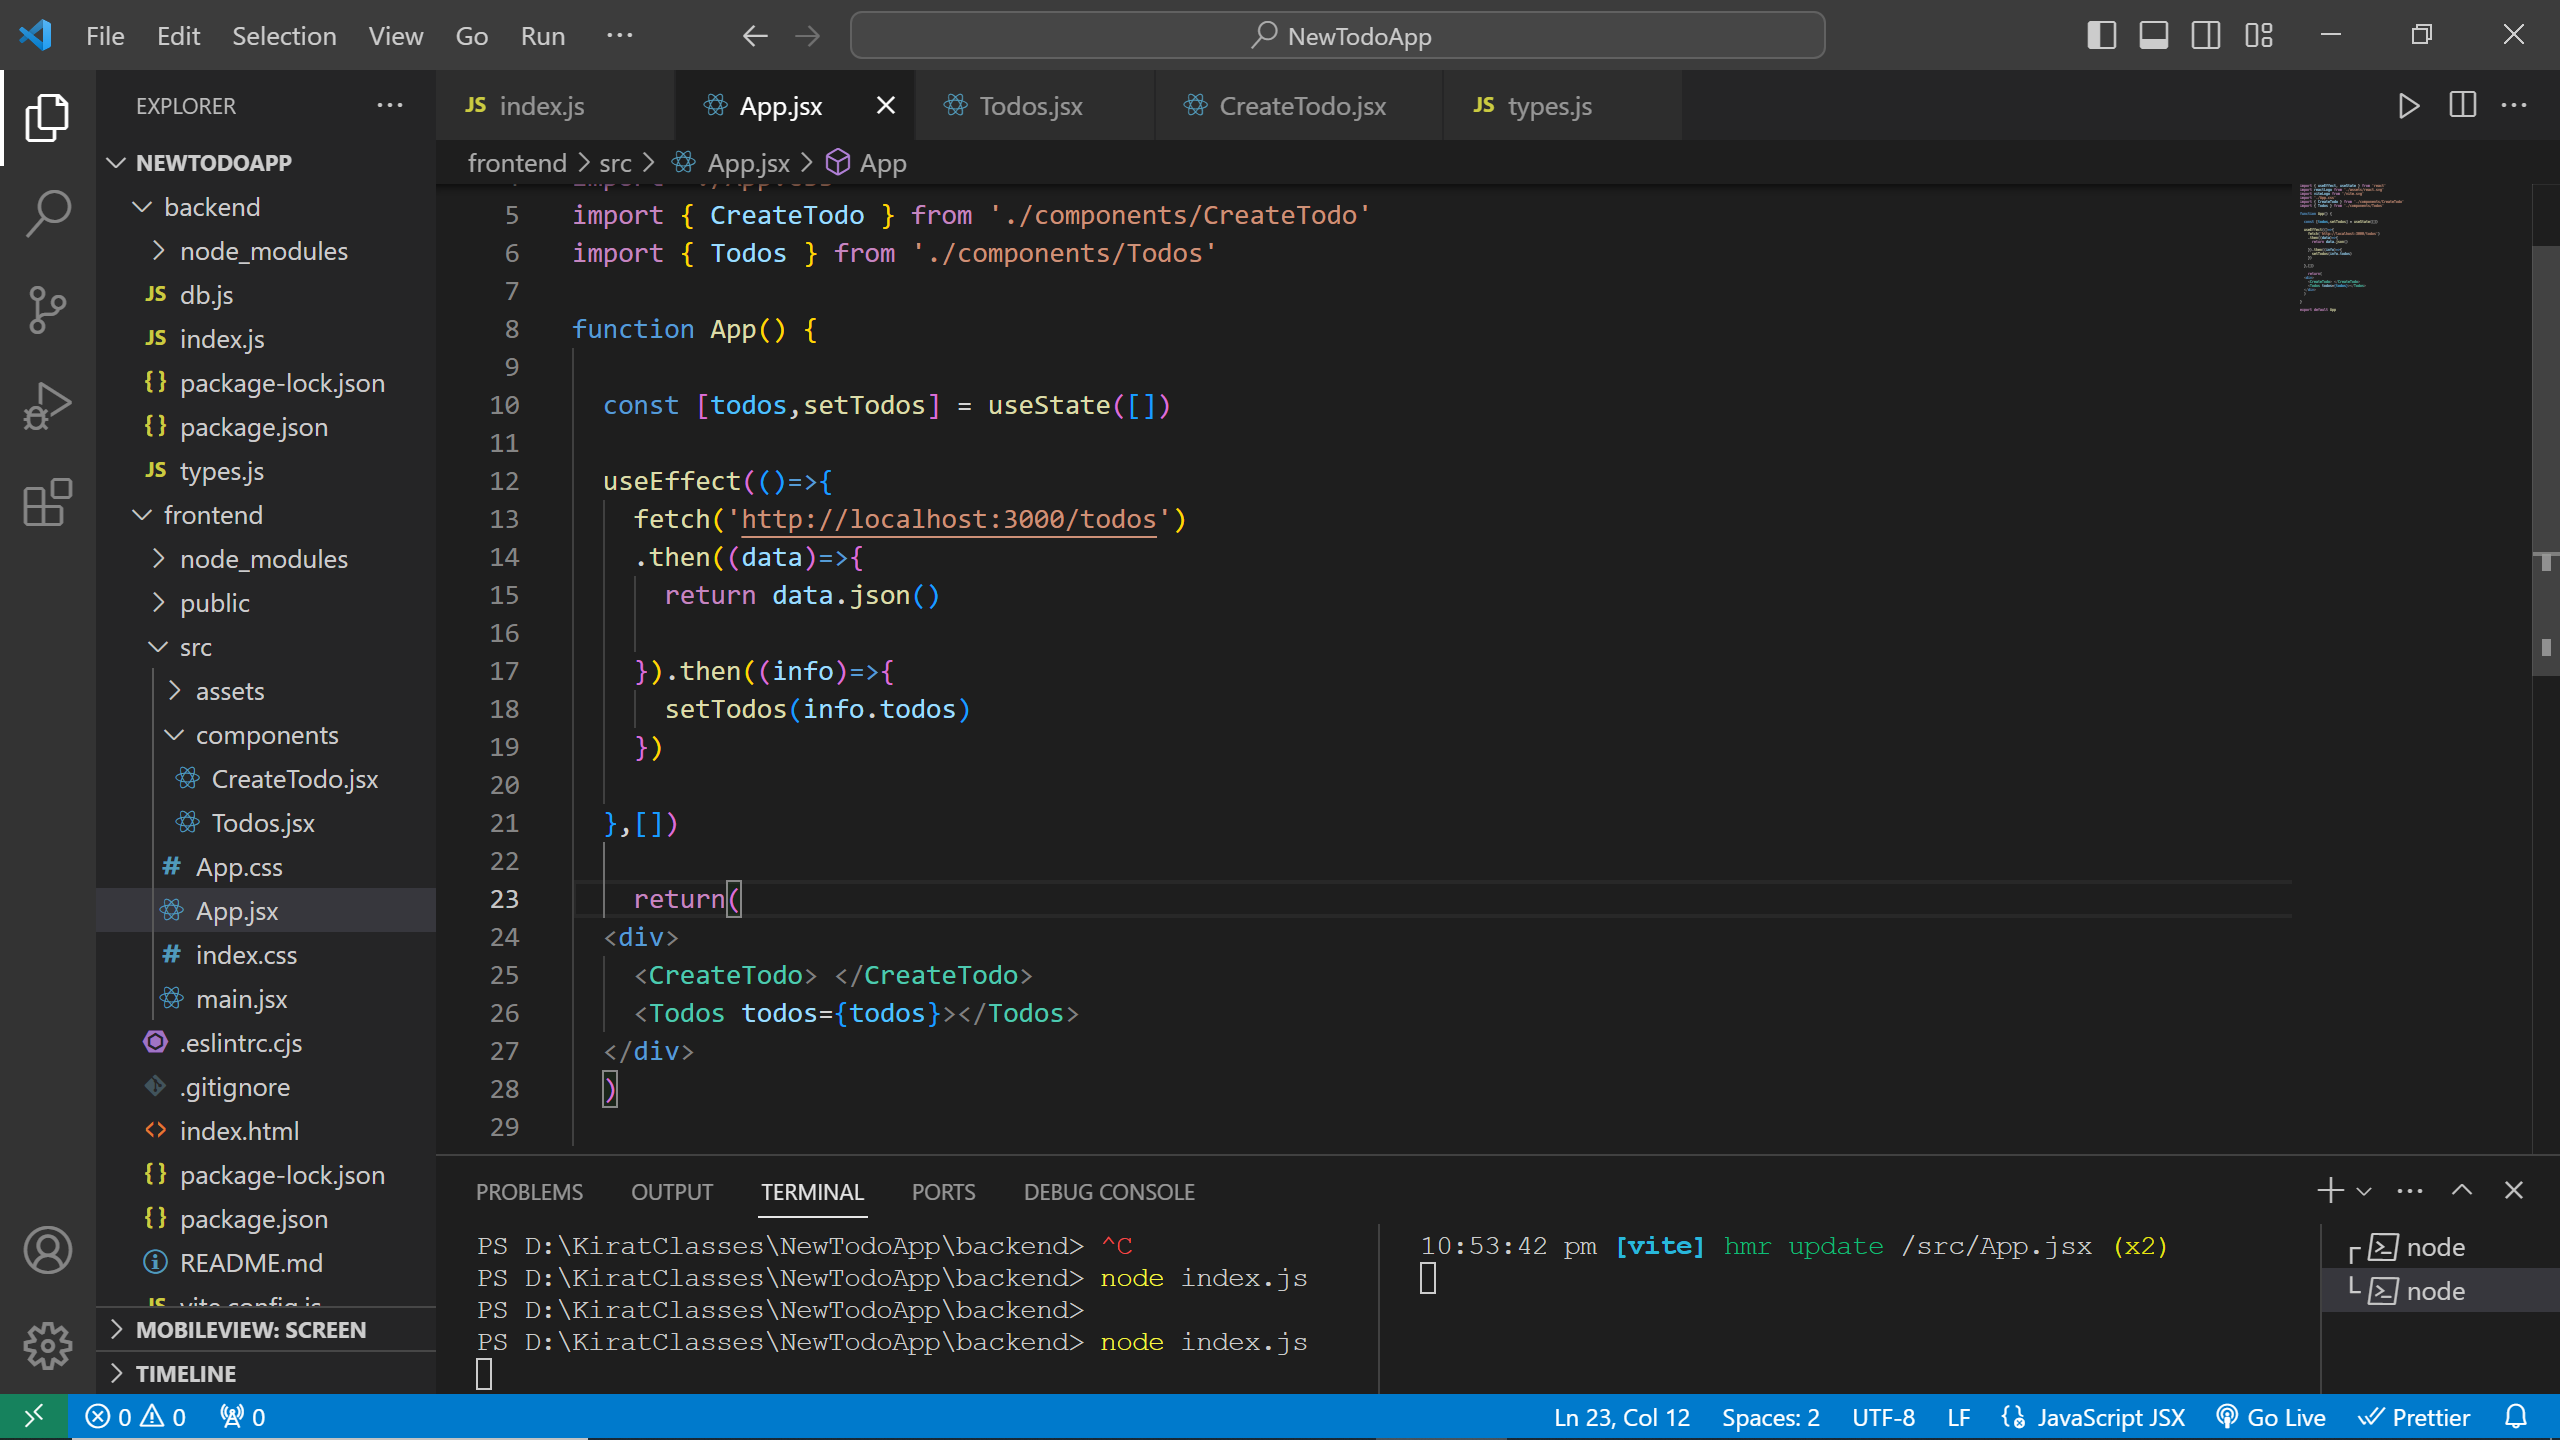 File Edit Selection View Go Run ···
NewTodoApp
EXPLORER
NEWTODOAPP
backend
node_modules
JS db.js
JS index.js
{} package-lock.json
{} package.json
JS types.js
frontend
node_modules
public
src
assets
components
CreateTodo.jsx
Todos.jsx
# App.css
App.jsx
# index.css
main.jsx
.eslintrc.cjs
.gitignore
<> index.html
{} package-lock.json
{} package.json
README.md
JS vite.config.js
MOBILEVIEW: SCREEN
TIMELINE
JS index.js
App.jsx
Todos.jsx
CreateTodo.jsx
JS types.js
frontend > src > App.jsx > App
5 import { CreateTodo } from './components/CreateTodo'
6 import { Todos } from './components/Todos'
7
8 function App() {
9
10 const [todos,setTodos] = useState([])
11
12 useEffect(()=>{
13 fetch('http://localhost:3000/todos')
14 .then((data)=>{
15 return data.json()
16
17 }).then((info)=>{
18 setTodos(info.todos)
19 })
20
21 },[])
22
23 return(
24 <div>
25 <CreateTodo> </CreateTodo>
26 <Todos todos={todos}></Todos>
27 </div>
28 )
29
PROBLEMS OUTPUT TERMINAL PORTS DEBUG CONSOLE
PS D:\KiratClasses\NewTodoApp\backend> ^C
PS D:\KiratClasses\NewTodoApp\backend> node index.js
PS D:\KiratClasses\NewTodoApp\backend>
PS D:\KiratClasses\NewTodoApp\backend> node index.js
10:53:42 pm [vite] hmr update /src/App.jsx (x2)
node
node
0 0 0
Ln 23, Col 12 Spaces: 2 UTF-8 LF JavaScript JSX Go Live Prettier